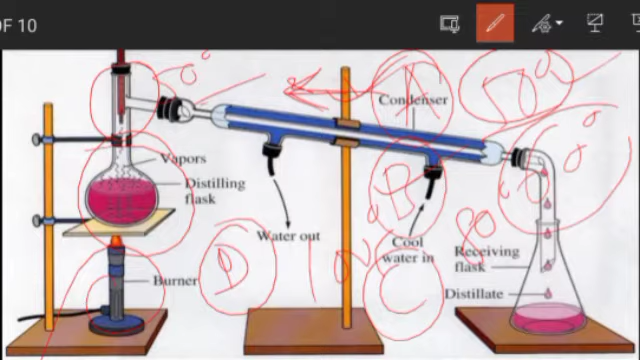 OF 10
Condenser
Vapors
Distilling
flask
Water out
Cool
water in
Receiving
flask
Burner
Distillate
A
B
C
D